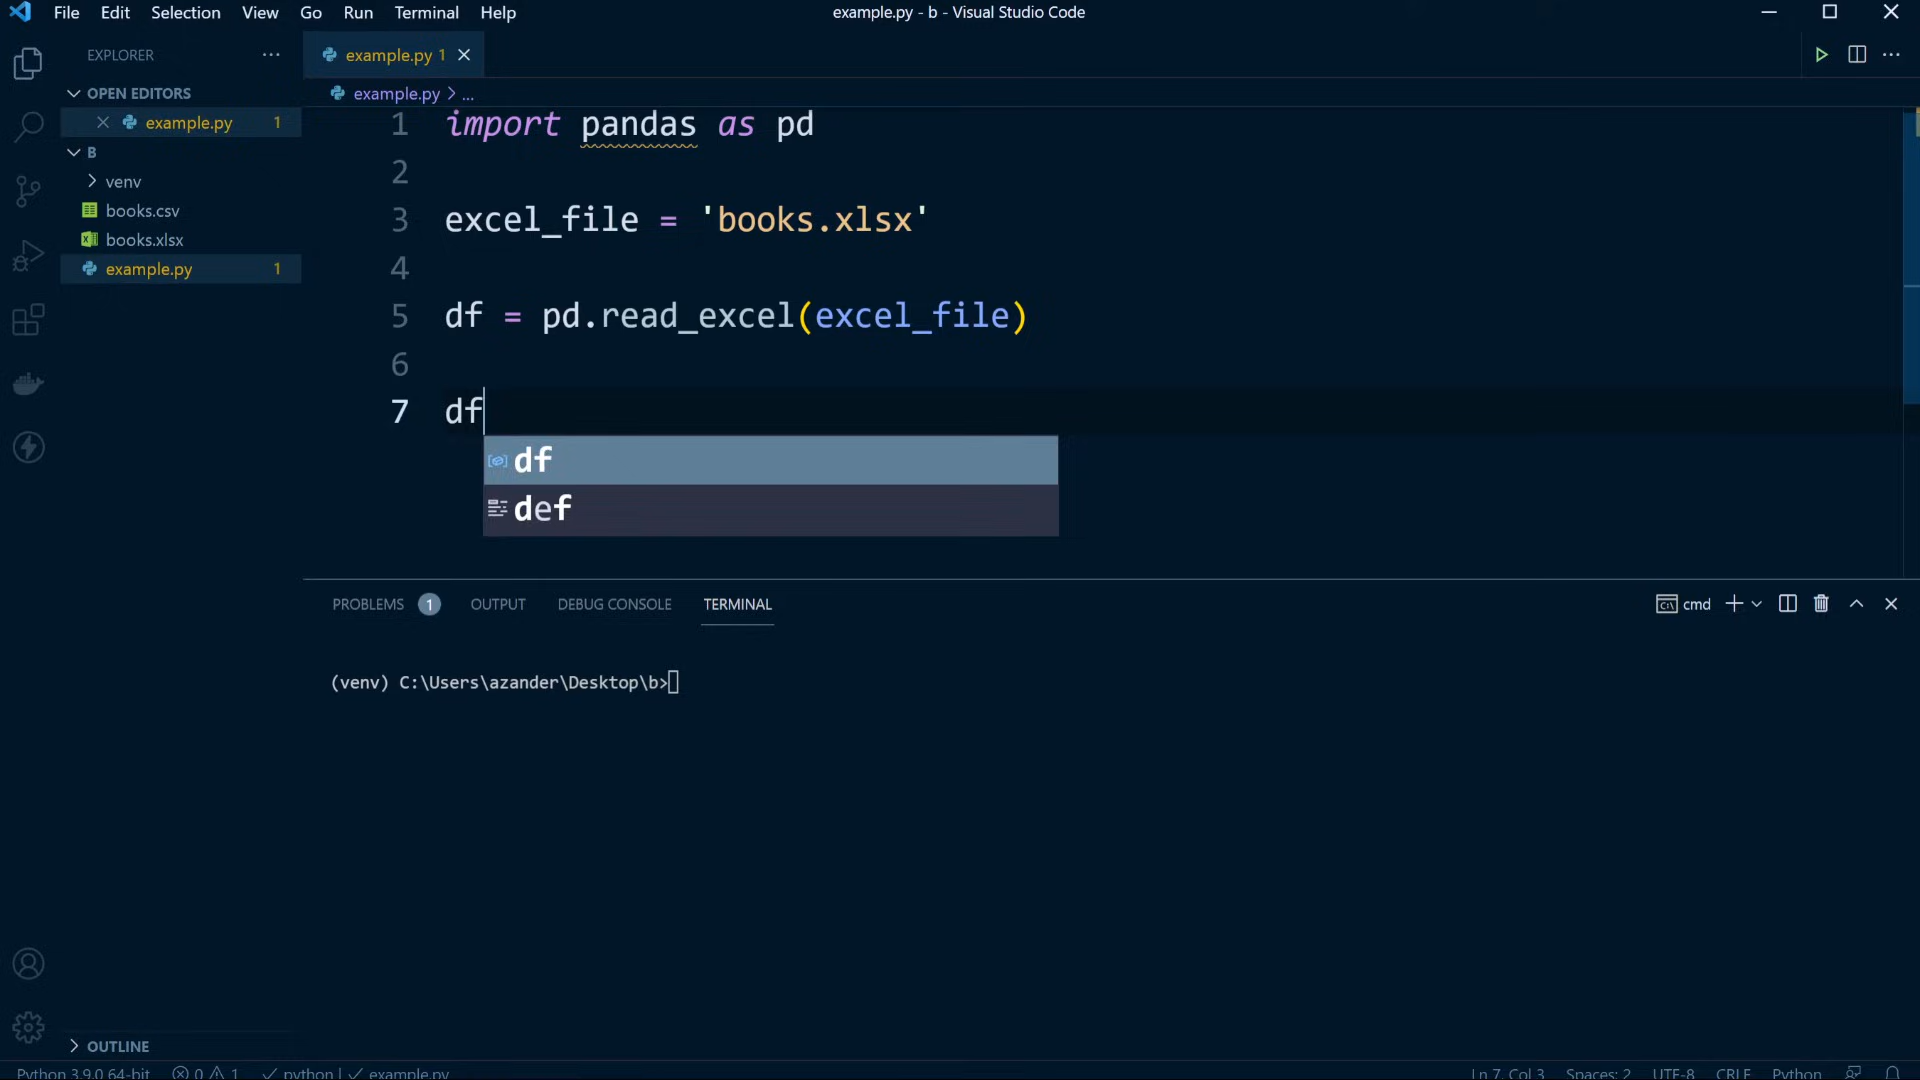 File Edit Selection View Go Run Terminal Help
example.py - b - Visual Studio Code
EXPLORER
example.py 1
OPEN EDITORS
example.py > ...
example.py 1
B
venv
books.csv
books.xlsx
example.py 1
1 import pandas as pd
2
3 excel_file = 'books.xlsx'
4
5 df = pd.read_excel(excel_file)
6
7 df
df
def
PROBLEMS 1 OUTPUT DEBUG CONSOLE TERMINAL
cmd
(venv) C:\Users\azander\Desktop\b>
OUTLINE
Python 3.9.0 64-bit 0 1 python | example.py
Ln 7, Col 3 Spaces: 2 UTF-8 CRLF Python